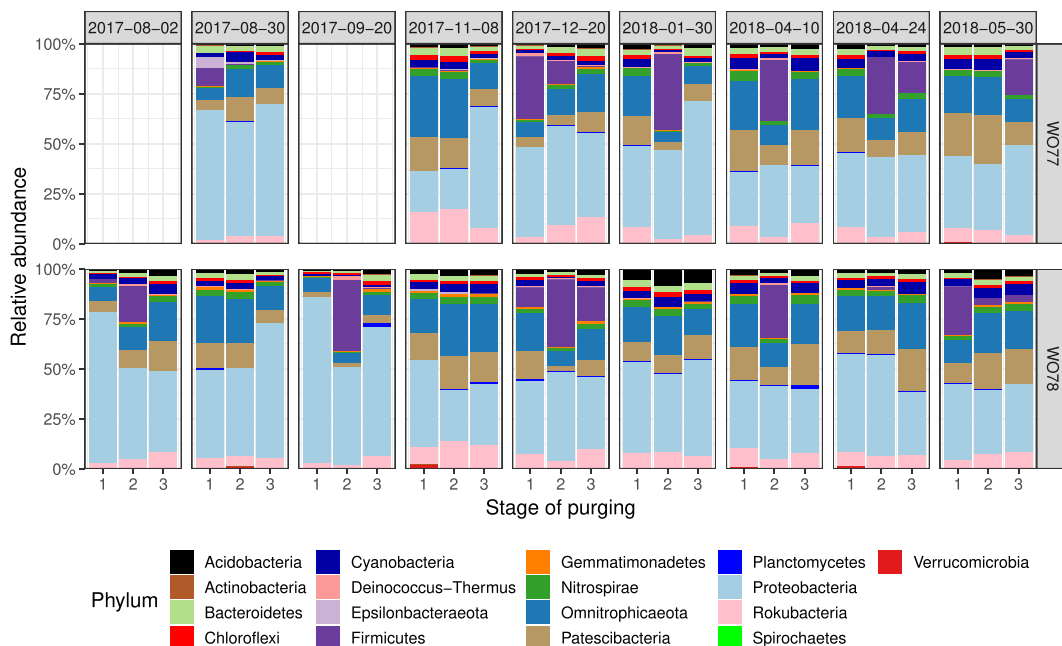 2017−08−02 2017−08−30 2017−09−20 2017−11−08 2017−12−20 2018−01−30 2018−04−10 2018−04−24 2018−05−30
100%
75%
50%
25%
0%
WO77
Relative abundance
100%
75%
50%
25%
0%
WO78
1 2 3 1 2 3 1 2 3 1 2 3 1 2 3 1 2 3 1 2 3 1 2 3 1 2 3
Stage of purging
Phylum
Acidobacteria
Actinobacteria
Bacteroidetes
Chloroflexi
Cyanobacteria
Deinococcus−Thermus
Epsilonbacteraeota
Firmicutes
Gemmatimonadetes
Nitrospirae
Omnitrophicaeota
Patescibacteria
Planctomycetes
Proteobacteria
Rokubacteria
Spirochaetes
Verrucomicrobia